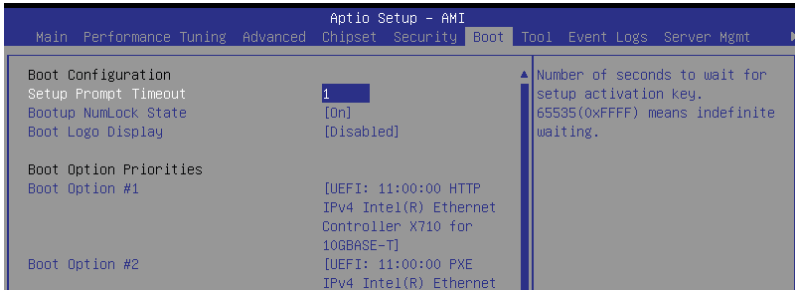 Aptio Setup - AMI
Main Performance Tuning Advanced Chipset Security Boot Tool Event Logs Server Mgmt
Boot Configuration
Setup Prompt Timeout 1
Bootup NumLock State [On]
Boot Logo Display [Disabled]
Boot Option Priorities
Boot Option #1 [UEFI: 11:00:00 HTTP
IPv4 Intel(R) Ethernet
Controller X710 for
10GBASE-T]
Boot Option #2 [UEFI: 11:00:00 PXE
IPv4 Intel(R) Ethernet
Number of seconds to wait for
setup activation key.
65535(0xFFFF) means indefinite
waiting.